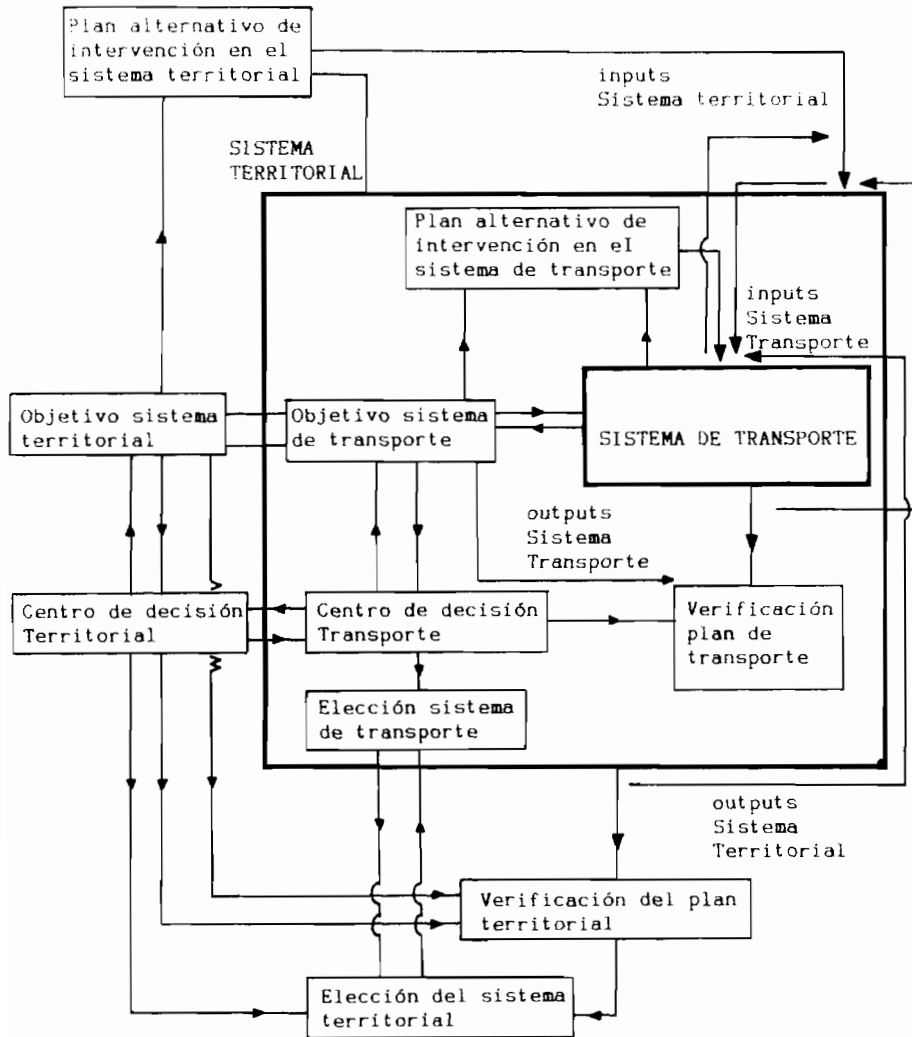 Plan alternativo de
intervención en el
sistema territorial
inputs
Sistema territorial
SISTEMA
TERRITORIAL
Plan alternativo de
intervención en el
sistema de transporte
inputs
Sistema
Transporte
Objetivo sistema
territorial
Objetivo sistema
de transporte
SISTEMA DE TRANSPORTE
outputs
Sistema
Transporte
Centro de decisión
Territorial
Centro de decisión
Transporte
Verificación
plan de
transporte
Elección sistema
de transporte
outputs
Sistema
Territorial
Verificación del plan
territorial
Elección del sistema
territorial